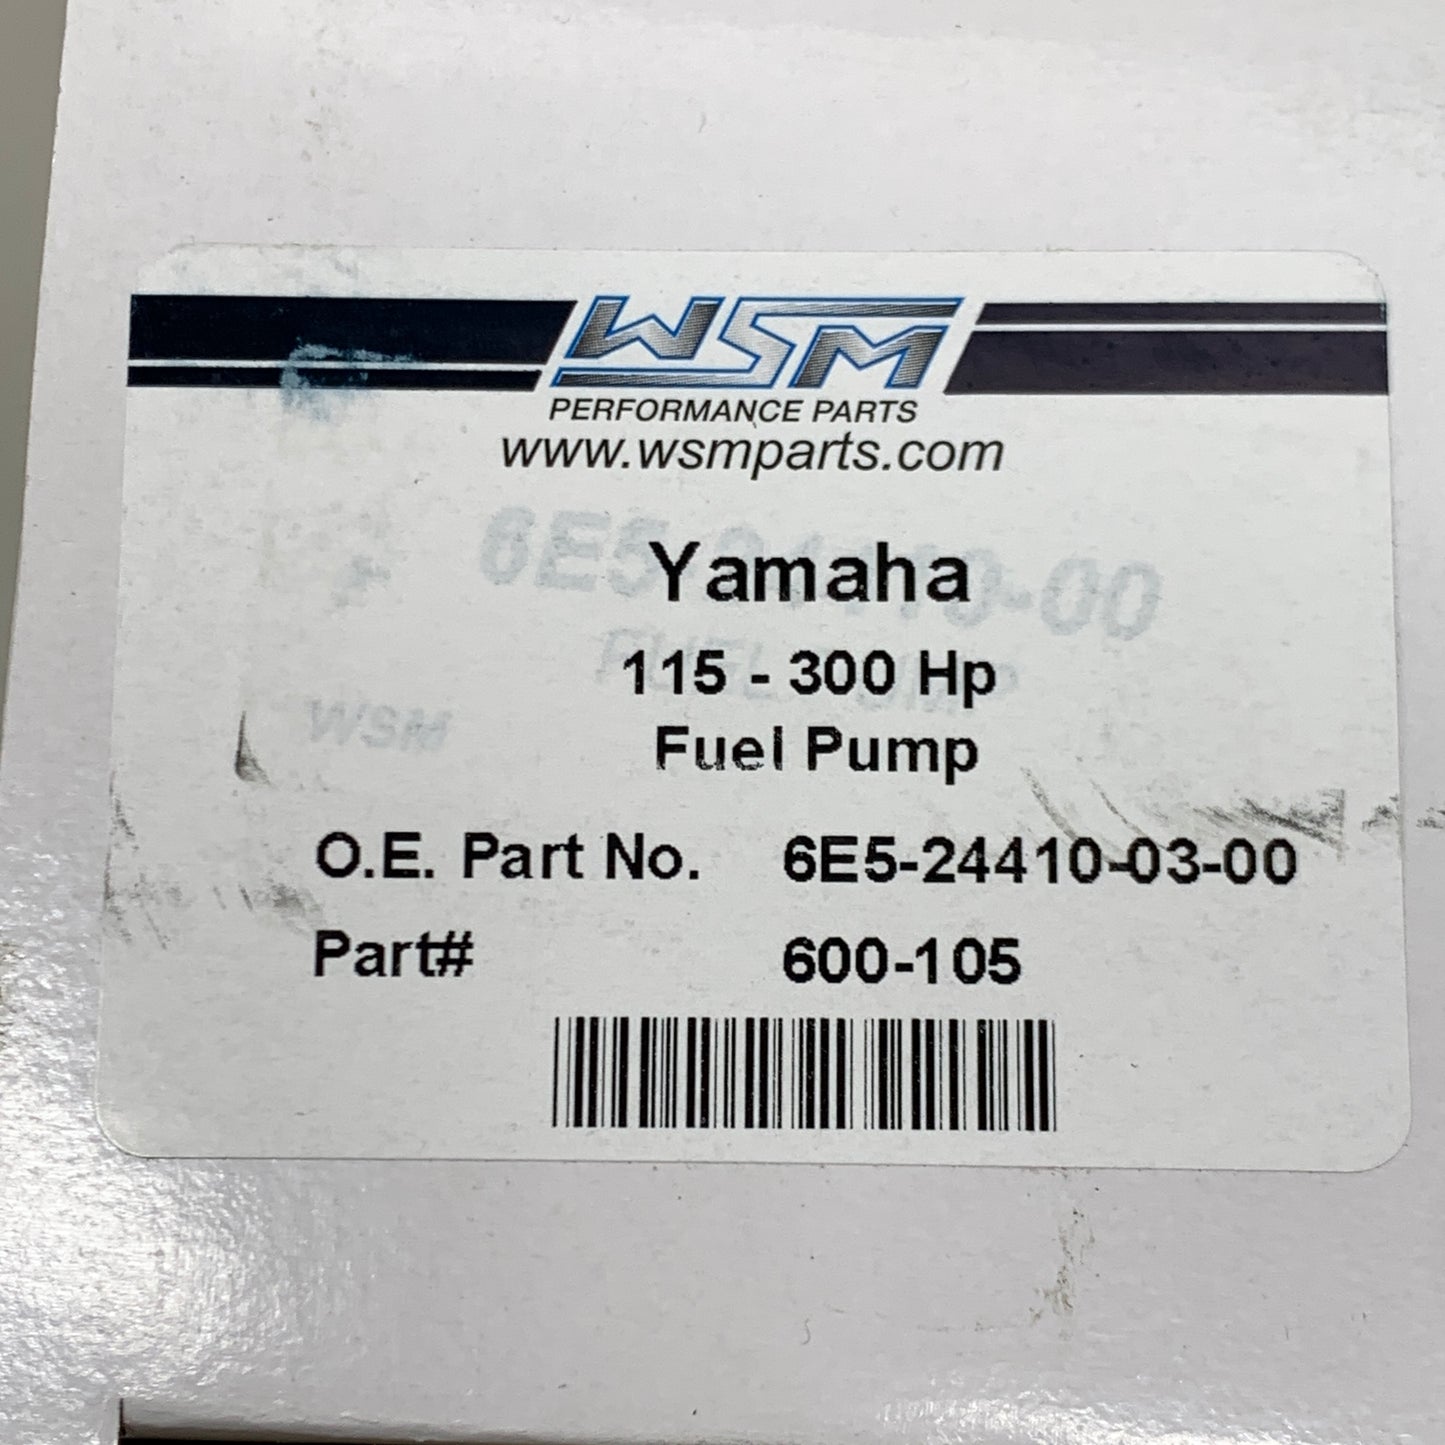 WSM
PERFORMANCE PARTS
www.wsmparts.com
Yamaha
115 - 300 Hp
Fuel Pump
WSM
O.E. Part No. 6E5-24410-03-00
Part# 600-105